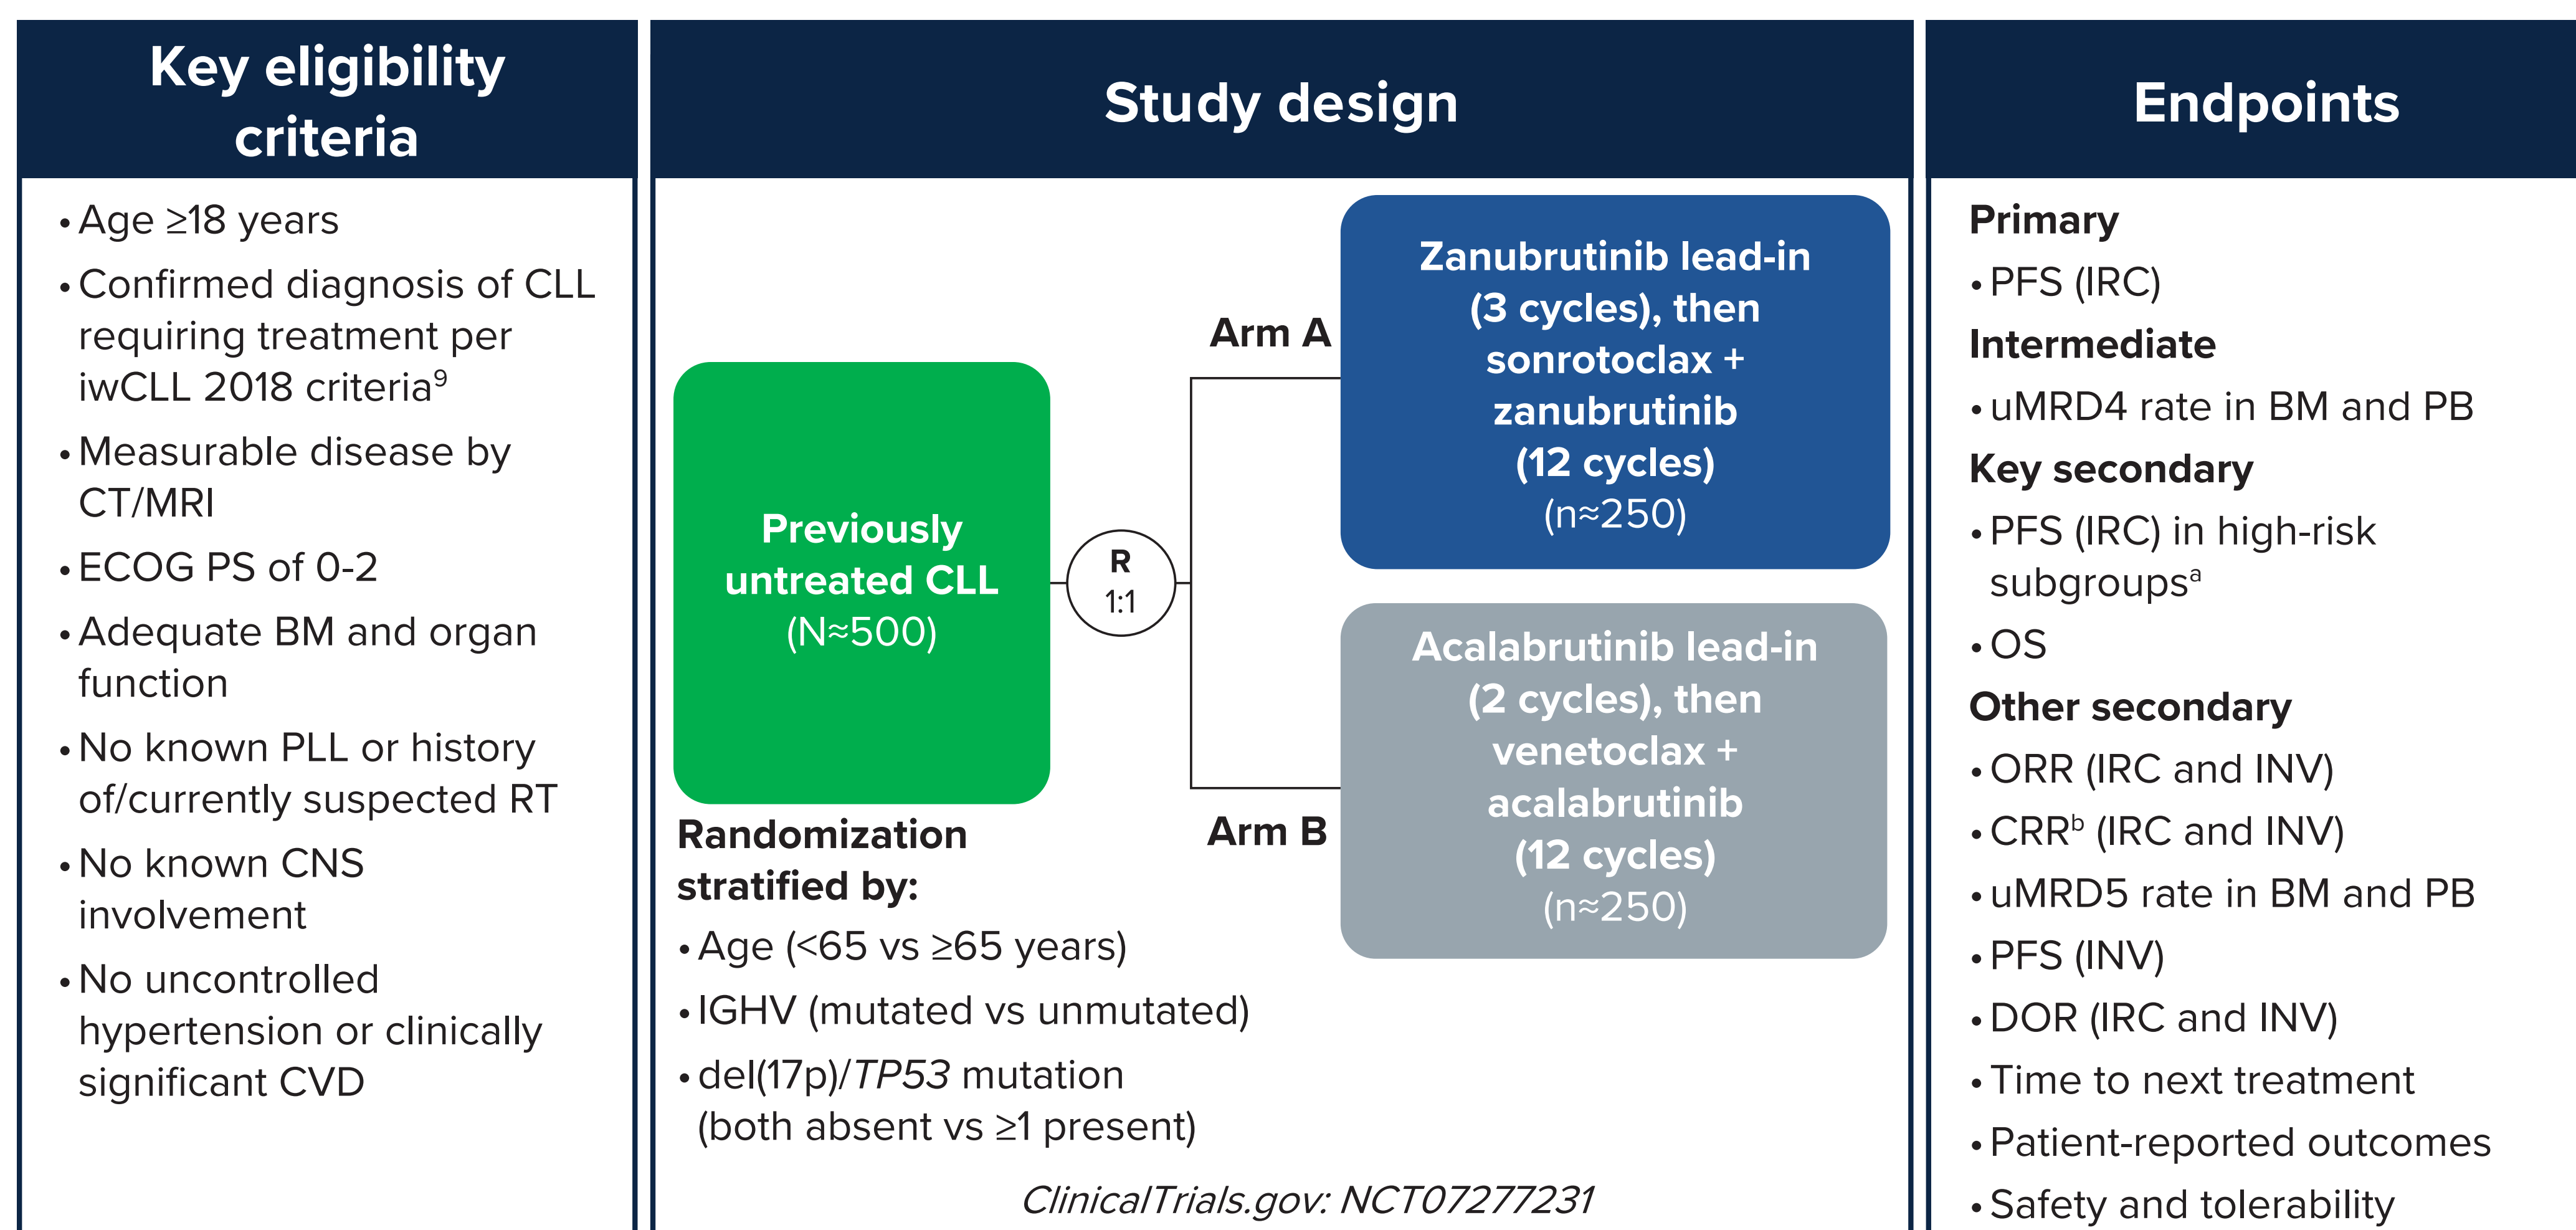 Key eligibility
criteria
• Age ≥18 years
• Confirmed diagnosis of CLL
requiring treatment per
iwCLL 2018 criteria⁹
• Measurable disease by
CT/MRI
• ECOG PS of 0-2
• Adequate BM and organ
function
• No known PLL or history
of/currently suspected RT
• No known CNS
involvement
• No uncontrolled
hypertension or clinically
significant CVD
Study design
Previously
untreated CLL
(N≈500)
R
1:1
Arm A
Zanubrutinib lead-in
(3 cycles), then
sonrotoclax +
zanubrutinib
(12 cycles)
(n≈250)
Arm B
Acalabrutinib lead-in
(2 cycles), then
venetoclax +
acalabrutinib
(12 cycles)
(n≈250)
Randomization
stratified by:
• Age (<65 vs ≥65 years)
• IGHV (mutated vs unmutated)
• del(17p)/TP53 mutation
(both absent vs ≥1 present)
ClinicalTrials.gov: NCT07277231
Endpoints
Primary
• PFS (IRC)
Intermediate
• uMRD4 rate in BM and PB
Key secondary
• PFS (IRC) in high-risk
subgroupsᵃ
• OS
Other secondary
• ORR (IRC and INV)
• CRRᵇ (IRC and INV)
• uMRD5 rate in BM and PB
• PFS (INV)
• DOR (IRC and INV)
• Time to next treatment
• Patient-reported outcomes
• Safety and tolerability